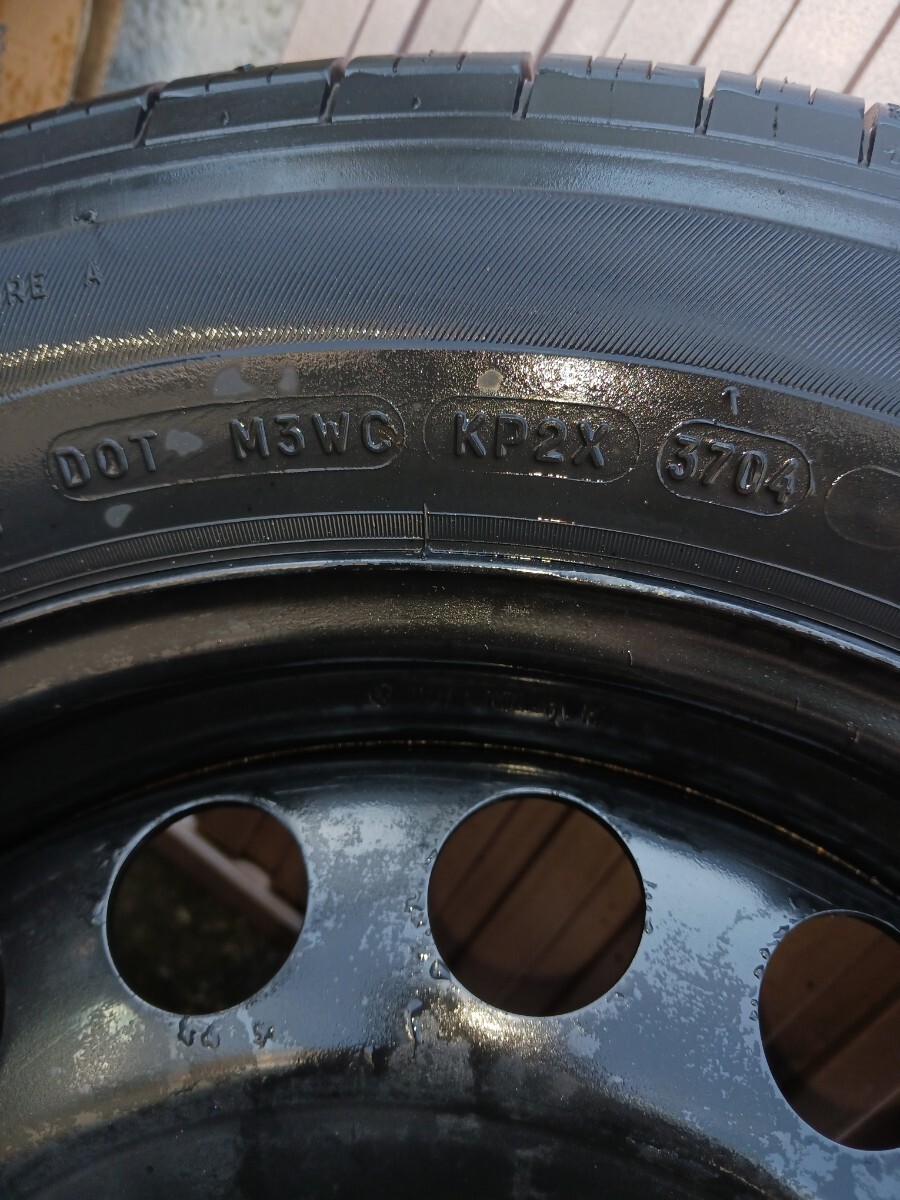 RE A
DOT M3WC KP2X 3704